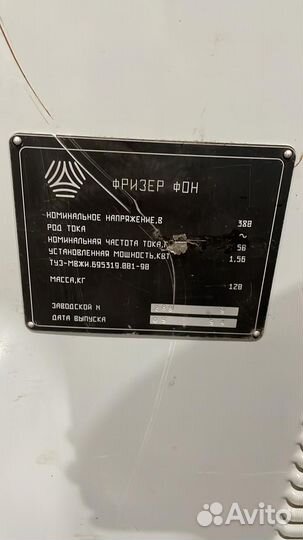 ФРИЗЕР ФОН
НОМИНАЛЬНОЕ НАПРЯЖЕНИЕ,В 380
РОД ТОКА ~
НОМИНАЛЬНАЯ ЧАСТОТА ТОКА, 50
УСТАНОВЛЕННАЯ МОЩНОСТЬ,КВТ 1,56
ТУЗ-МВЖИ.695319.001-90
МАССА,КГ 120
ЗАВОДСКОЙ N
ДАТА ВЫПУСКА
Avito